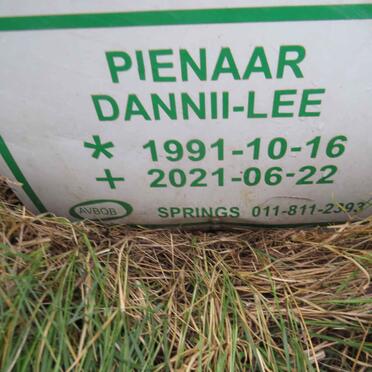 PIENAAR
DANNII-LEE
* 1991-10-16
+ 2021-06-22
AVBOB SPRINGS 011-811-2393